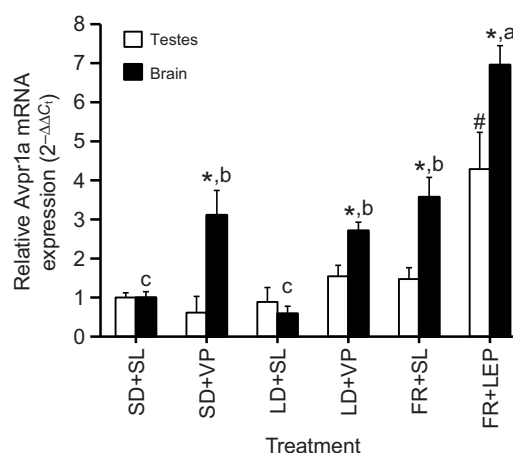 Relative Avpr1a mRNA
expression (2⁻ΔΔCt)
8
7
6
5
4
3
2
1
0
Testes
Brain
c
*,b
c
*,b
*,b
#
*,a
SD+SL
SD+VP
LD+SL
LD+VP
FR+SL
FR+LEP
Treatment